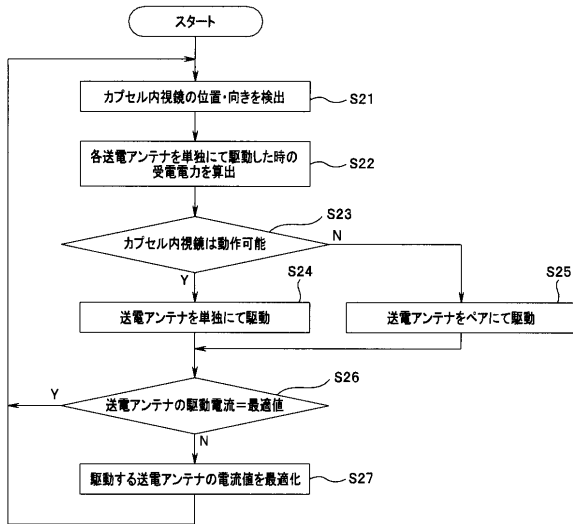 スタート
カプセル内視鏡の位置・向きを検出
S21
各送電アンテナを単独にて駆動した時の
受電電力を算出
S22
カプセル内視鏡は動作可能
S23
N
Y
送電アンテナを単独にて駆動
S24
送電アンテナをペアにて駆動
S25
送電アンテナの駆動電流=最適値
S26
Y
N
駆動する送電アンテナの電流値を最適化
S27